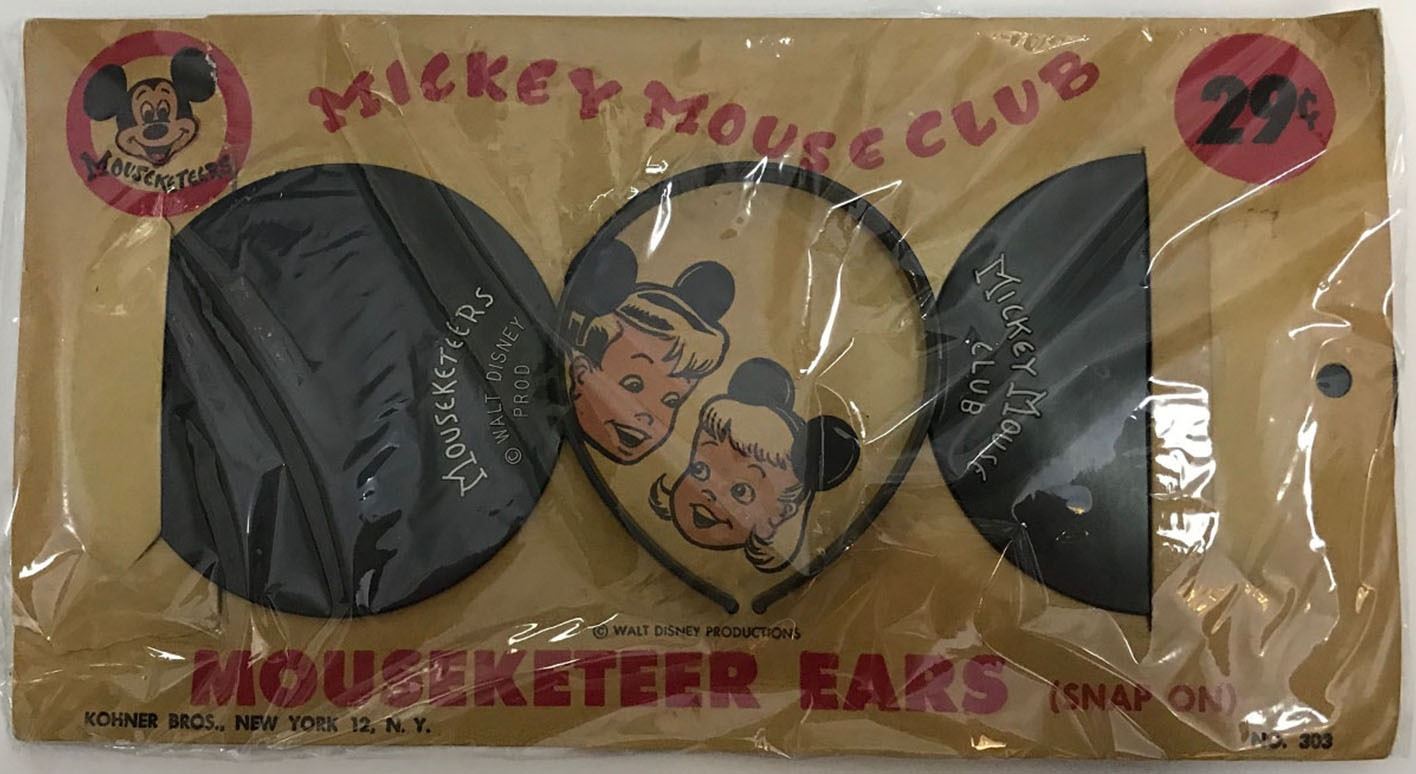 MICKEY MOUSE CLUB
29¢
MOUSEKETEERS
MOUSEKETEERS
© WALT DISNEY
PROD
MICKEY MOUSE
CLUB
© WALT DISNEY PRODUCTIONS
MOUSEKETEER EARS (SNAP ON)
KOHNER BROS., NEW YORK 12, N. Y.
NO. 303